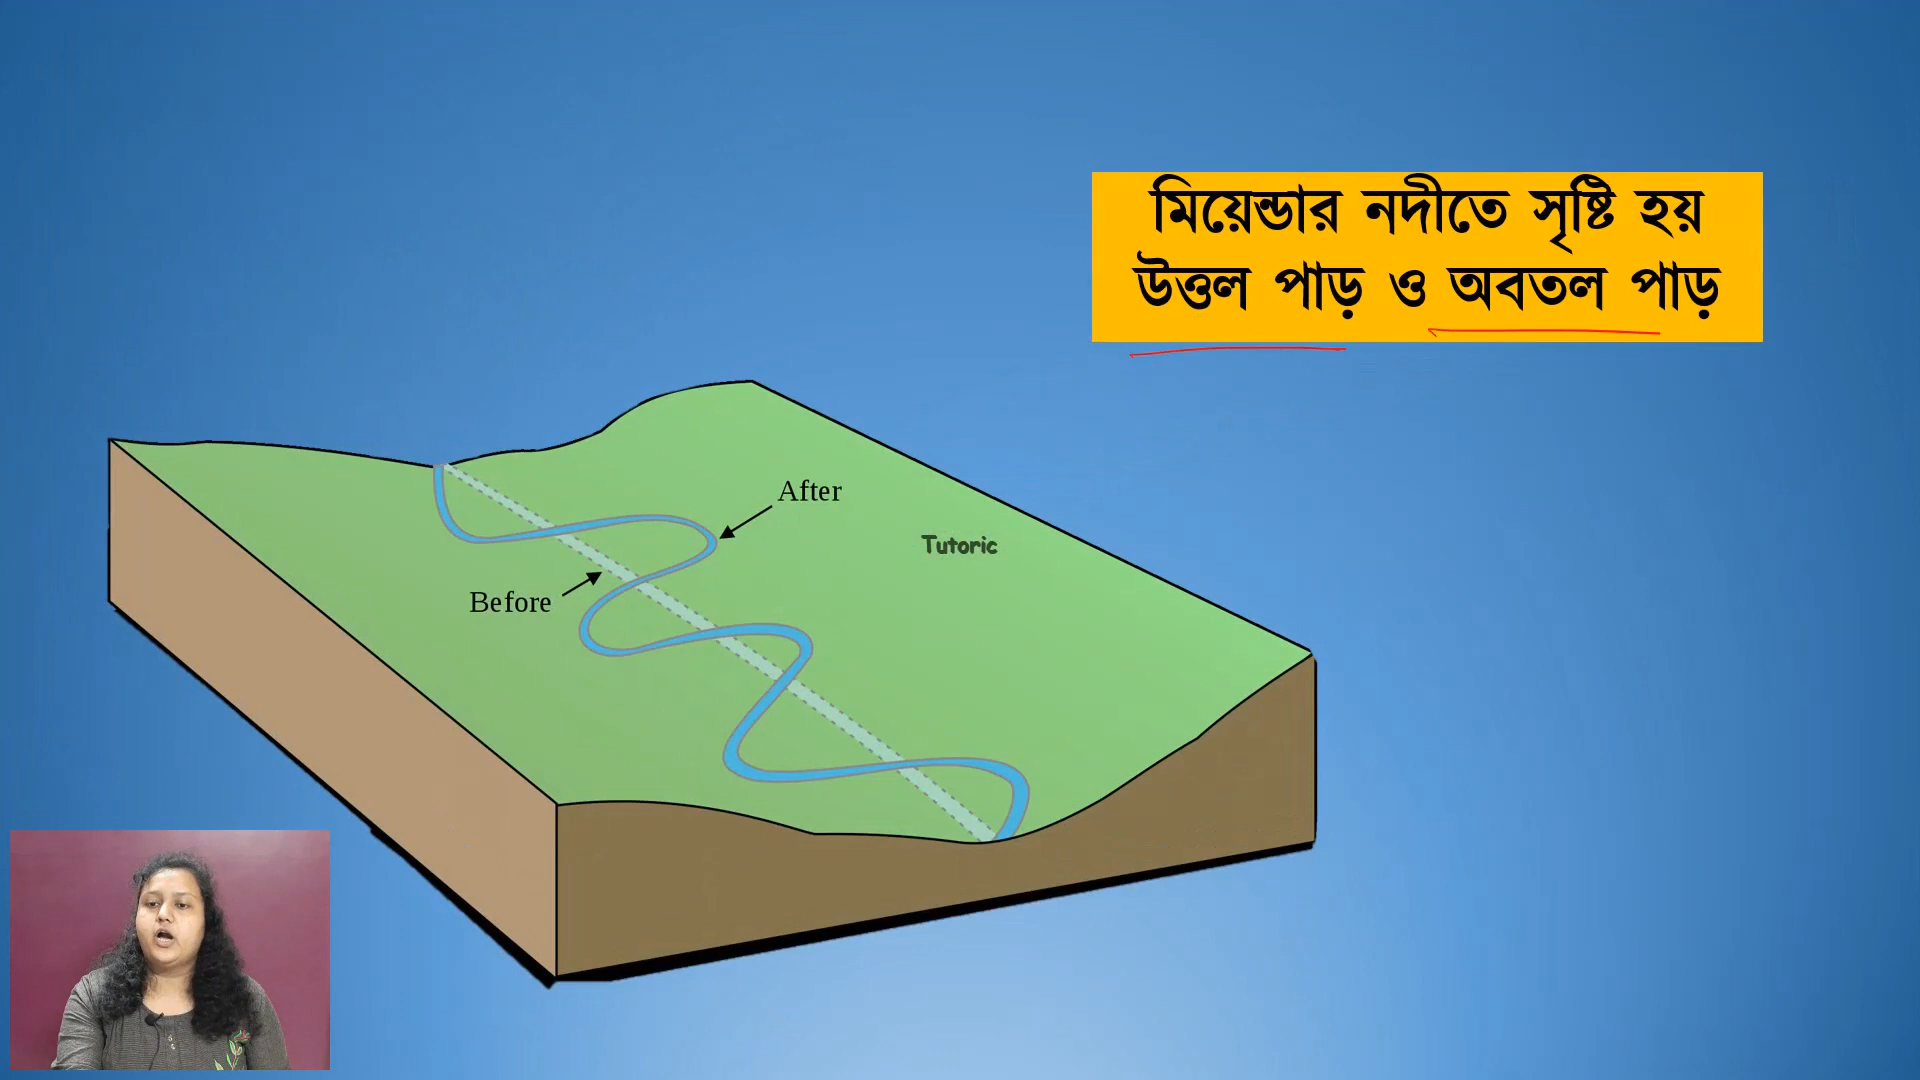 মিয়েন্ডার নদীতে সৃষ্টি হয়
উত্তল পাড় ও অবতল পাড়
After
Tutoric
Before